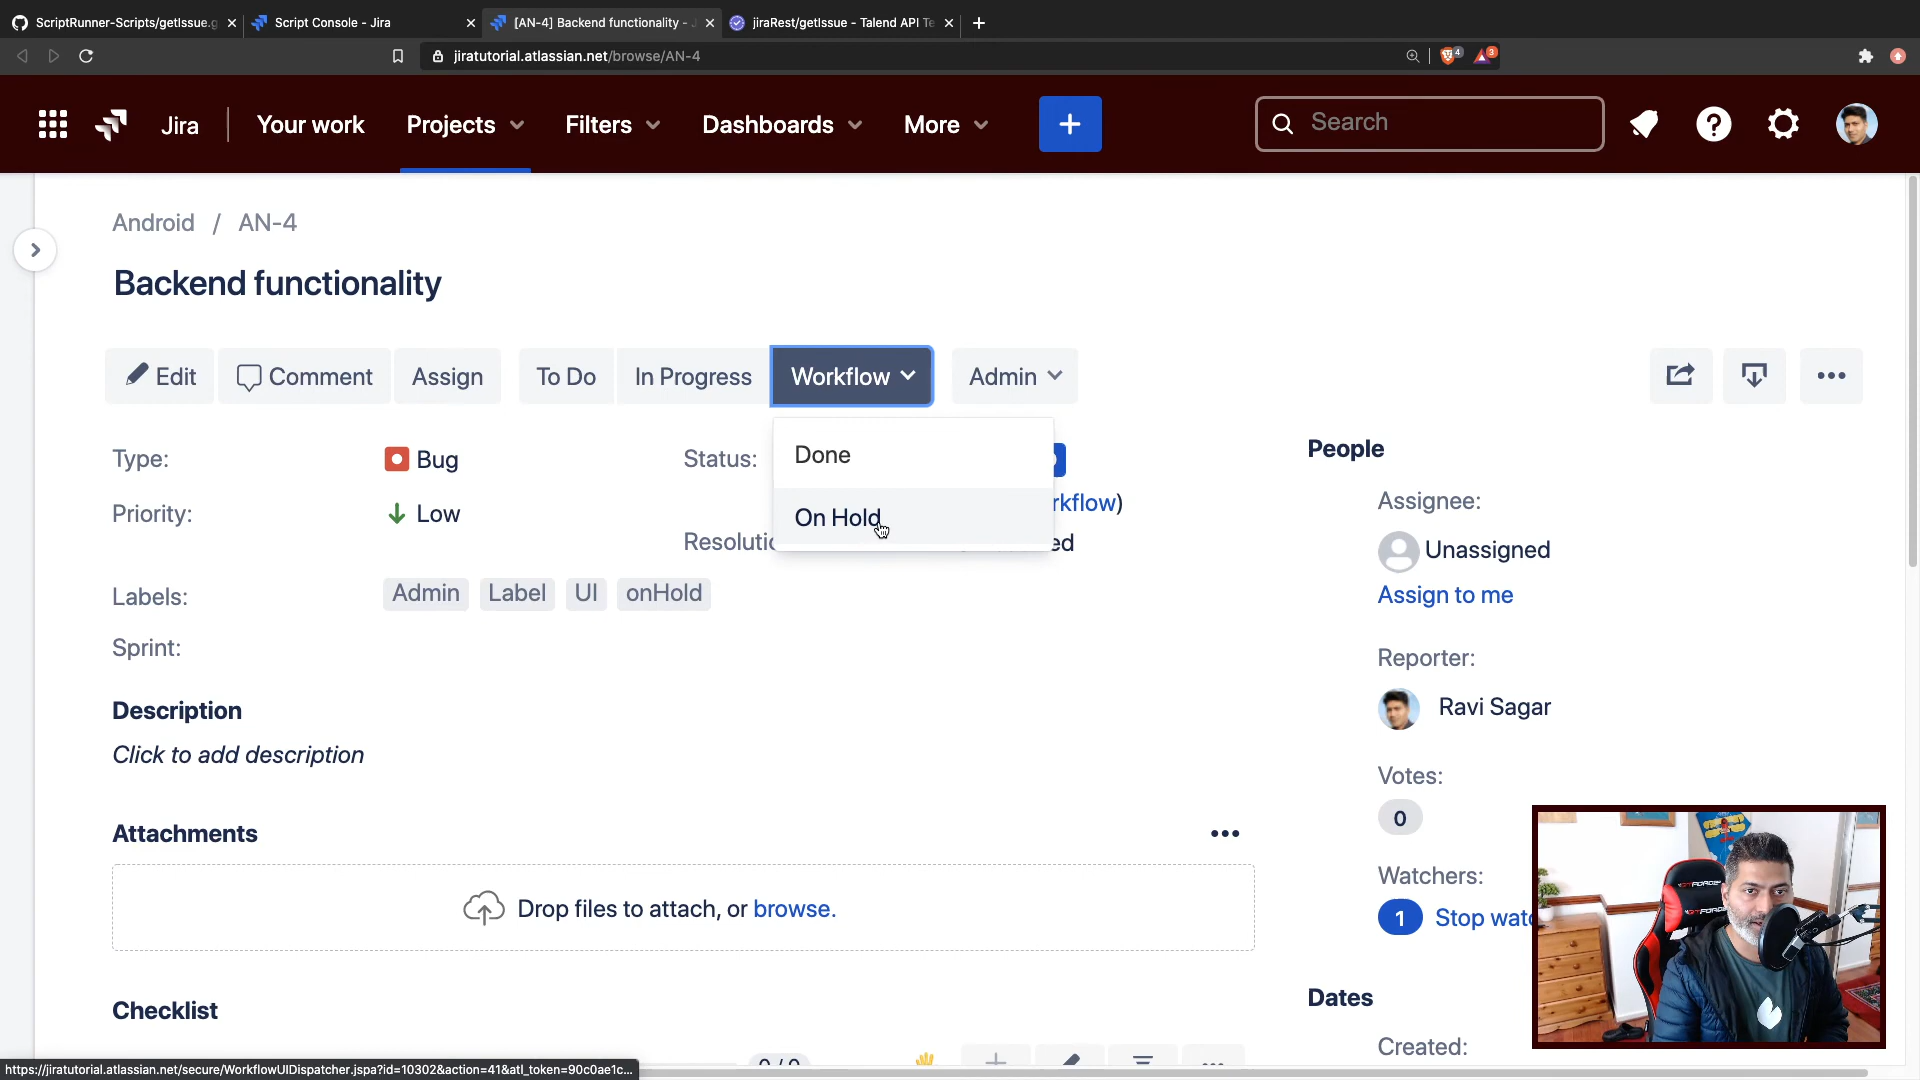 ScriptRunner-Scripts/getIssue.g
Script Console - Jira
[AN-4] Backend functionality - J
jiraRest/getIssue - Talend API Te
jiratutorial.atlassian.net/browse/AN-4
4
3
Jira
Your work
Projects
Filters
Dashboards
More
Search
Android / AN-4
Backend functionality
Edit
Comment
Assign
To Do
In Progress
Workflow
Admin
Done
On Hold
Type:
Bug
Status:
Priority:
Low
rkflow)
Resolutio
ed
Labels:
Admin
Label
UI
onHold
Sprint:
Description
Click to add description
Attachments
Drop files to attach, or browse.
Checklist
0 / 0
People
Assignee:
Unassigned
Assign to me
Reporter:
Ravi Sagar
Votes:
0
Watchers:
1
Stop wat
Dates
Created:
https://jiratutorial.atlassian.net/secure/WorkflowUIDispatcher.jspa?id=10302&action=41&atl_token=90c0ae1c...